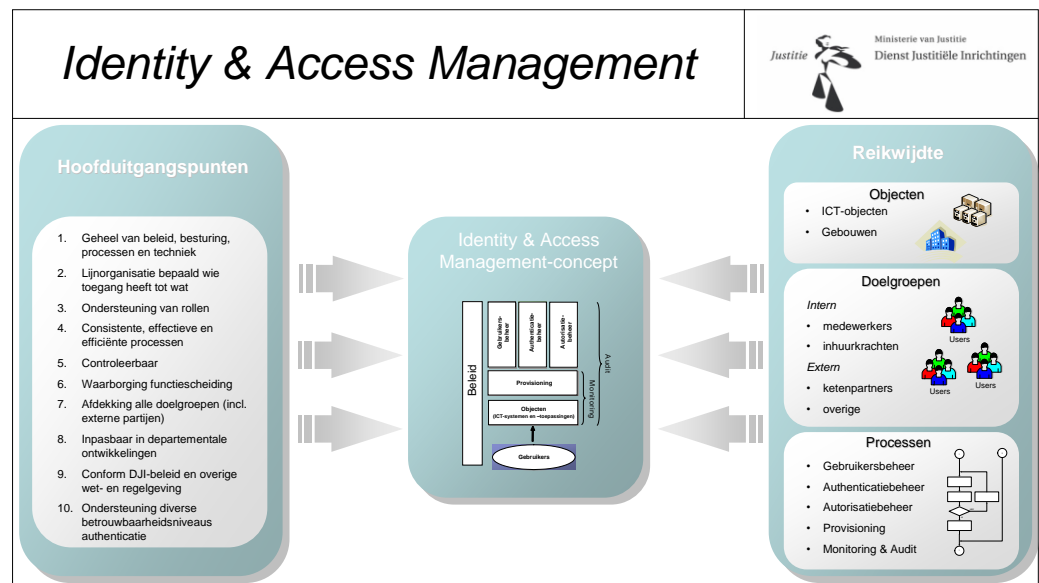 Identity & Access Management
Justitie
Ministerie van Justitie
Dienst Justitiële Inrichtingen
Hoofduitgangspunten
1. Geheel van beleid, besturing,
processen en techniek
2. Lijnorganisatie bepaald wie
toegang heeft tot wat
3. Ondersteuning van rollen
4. Consistente, effectieve en
efficiënte processen
5. Controleerbaar
6. Waarborging functiescheiding
7. Afdekking alle doelgroepen (incl.
externe partijen)
8. Inpasbaar in departementale
ontwikkelingen
9. Conform DJI-beleid en overige
wet- en regelgeving
10. Ondersteuning diverse
betrouwbaarheidsniveaus
authenticatie
Identity & Access
Management-concept
Beleid
Gebruikers-
beheer
Authenticatie-
beheer
Autorisatie-
beheer
Audit
Provisioning
Monitoring
Objecten
(ICT-systemen en –toepassingen)
Gebruikers
Reikwijdte
Objecten
• ICT-objecten
• Gebouwen
Doelgroepen
Intern
• medewerkers
• inhuurkrachten
Extern
• ketenpartners
• overige
Users
Users
Users
Processen
• Gebruikersbeheer
• Authenticatiebeheer
• Autorisatiebeheer
• Provisioning
• Monitoring & Audit